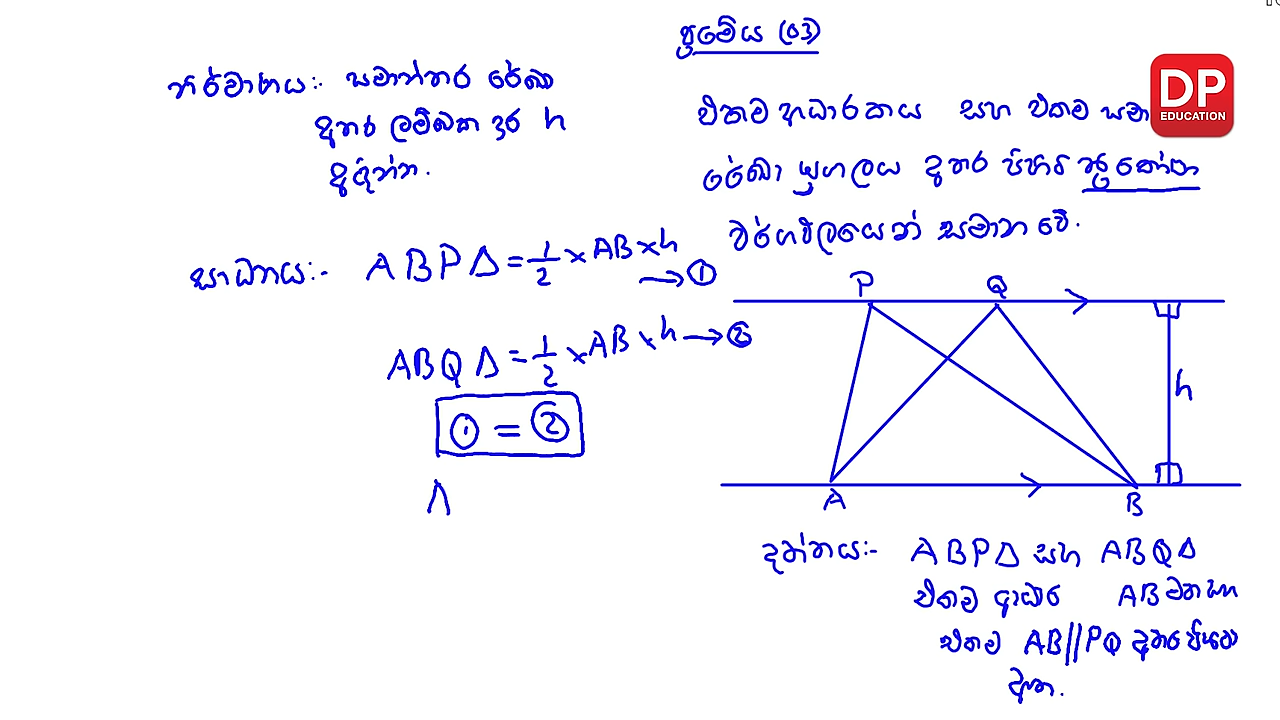 ප්‍රමේය (03)
නිර්මාණය:- සමාන්තර රේඛා
අතර ලම්බක දුර h
අඳින්න.
එකම ආධාරකය සහ එකම සමා
රේඛා යුගලය අතර පිහිටි ත්‍රිකෝණ
වර්ගඵලයෙන් සමාන වේ.
සාධනය:- ABPΔ = 1/2 × AB × h → ①
ABQΔ = 1/2 × AB × h → ②
① = ②
P Q
h
A B
දත්තය:- ABPΔ සහ ABQΔ
එකම ආධාර AB මත සහ
එකම AB//PQ අතර
ඇත.
DP
EDUCATION